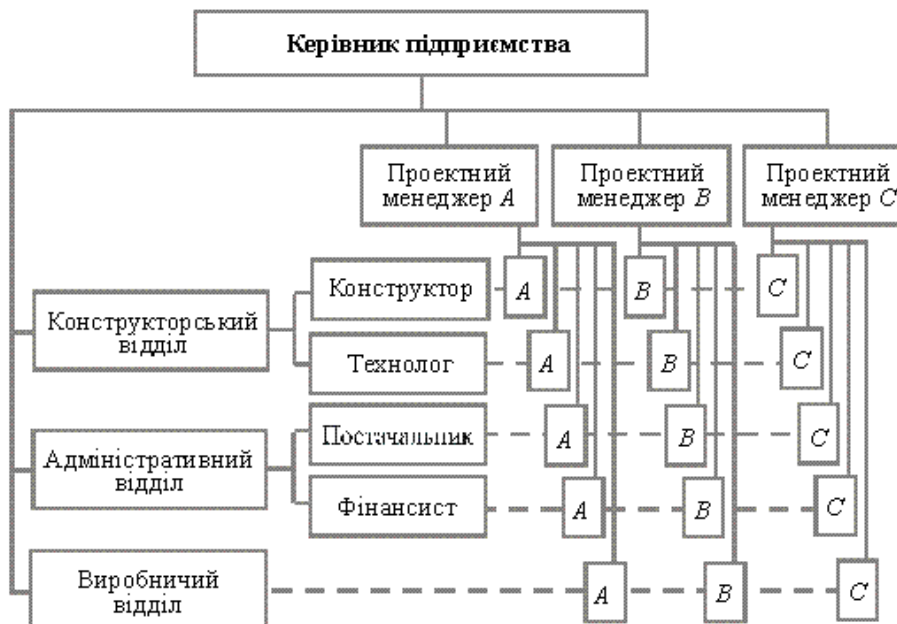 Керівник підприємства
Проектний
менеджер A
Проектний
менеджер B
Проектний
менеджер C
Конструкторський
відділ
Конструктор
A
B
C
Технолог
A
B
C
Адміністративний
відділ
Постачальник
A
B
C
Фінансист
A
B
C
Виробничий
відділ
A
B
C